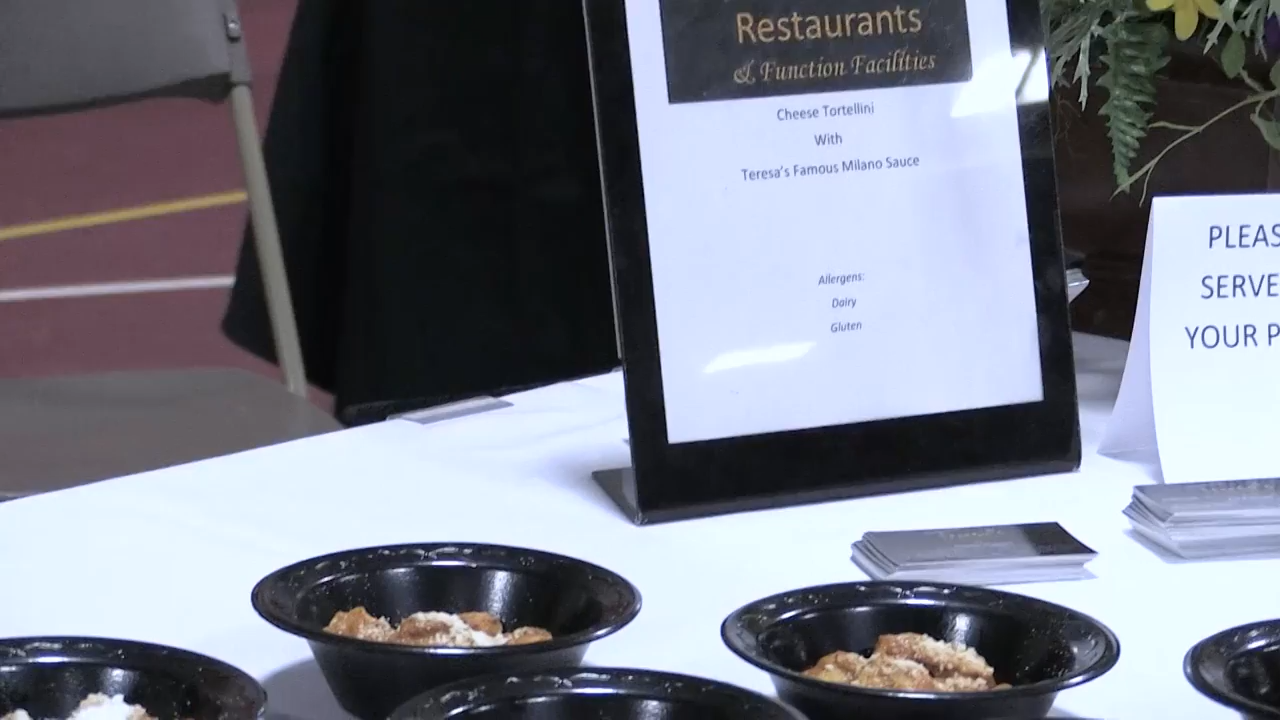 Restaurants
& Function Facilities
Cheese Tortellini
With
Teresa's Famous Milano Sauce
Allergens:
Dairy
Gluten
PLEAS
SERVE
YOUR P